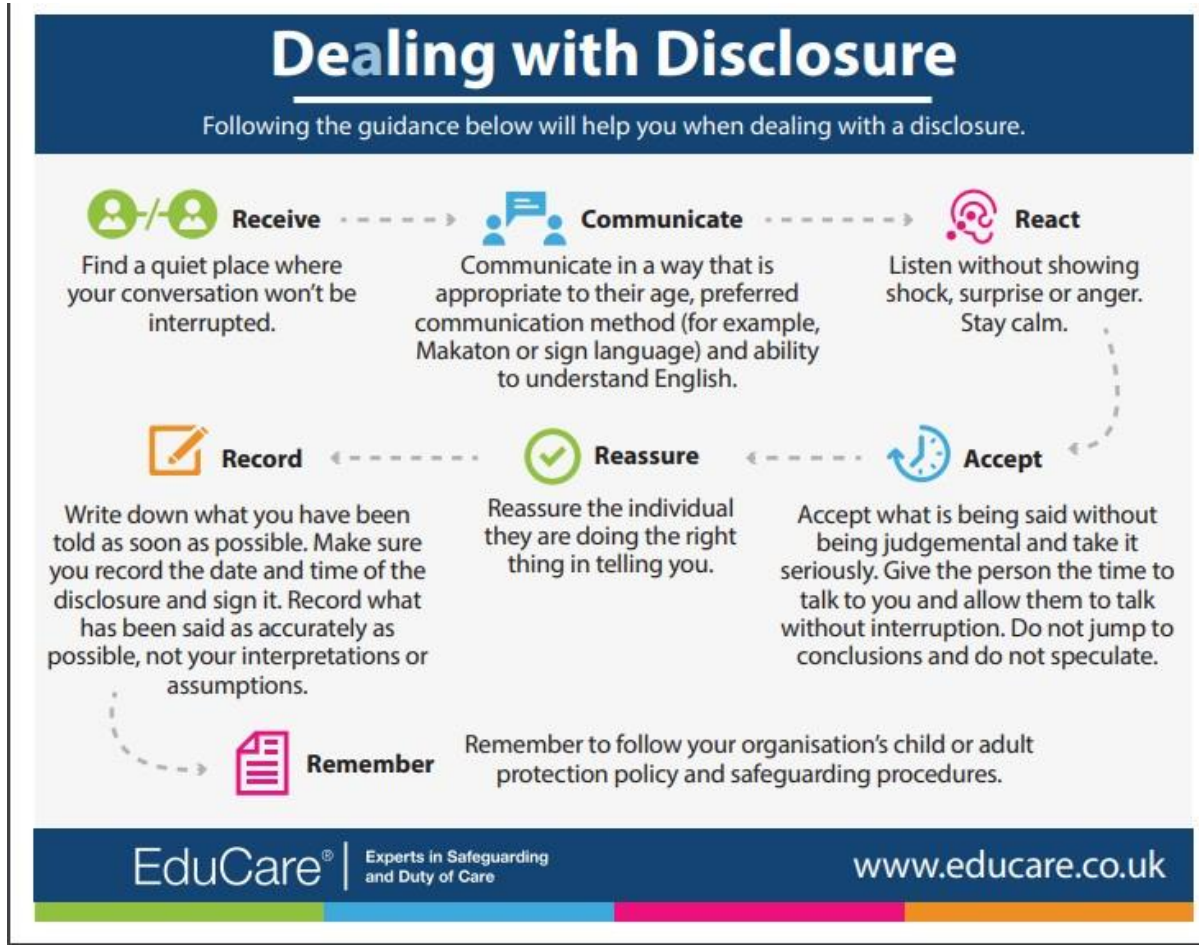 Dealing with Disclosure
Following the guidance below will help you when dealing with a disclosure.
Receive
Find a quiet place where
your conversation won't be
interrupted.
Communicate
Communicate in a way that is
appropriate to their age, preferred
communication method (for example,
Makaton or sign language) and ability
to understand English.
React
Listen without showing
shock, surprise or anger.
Stay calm.
Accept
Accept what is being said without
being judgemental and take it
seriously. Give the person the time to
talk to you and allow them to talk
without interruption. Do not jump to
conclusions and do not speculate.
Reassure
Reassure the individual
they are doing the right
thing in telling you.
Record
Write down what you have been
told as soon as possible. Make sure
you record the date and time of the
disclosure and sign it. Record what
has been said as accurately as
possible, not your interpretations or
assumptions.
Remember
Remember to follow your organisation's child or adult
protection policy and safeguarding procedures.
EduCare®
Experts in Safeguarding
and Duty of Care
www.educare.co.uk